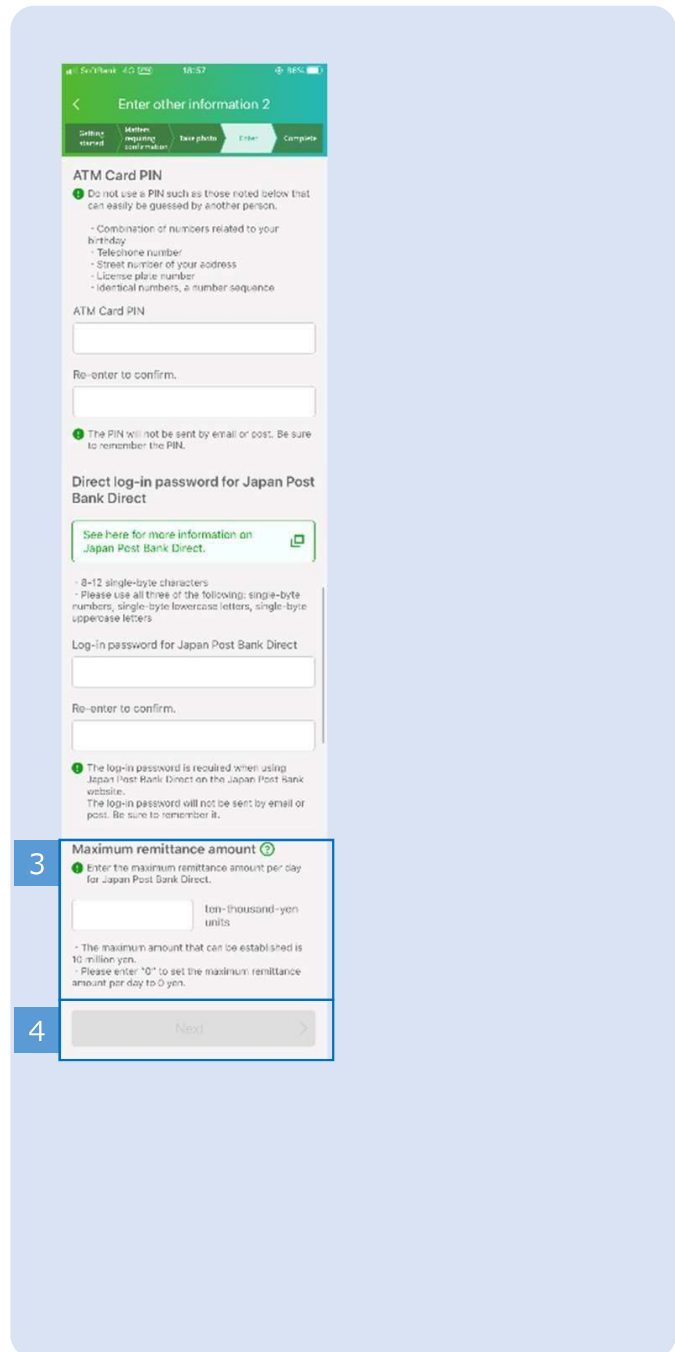 SoftBank 4G 18:57 86%
Enter other information 2
Getting started
Matters requiring confirmation
Take photo
Enter
Complete
ATM Card PIN
Do not use a PIN such as those noted below that
can easily be guessed by another person.
- Combination of numbers related to your
birthday
- Telephone number
- Street number of your address
- License plate number
- Identical numbers, a number sequence
ATM Card PIN
Re-enter to confirm.
The PIN will not be sent by email or post. Be sure
to remember the PIN.
Direct log-in password for Japan Post
Bank Direct
See here for more information on
Japan Post Bank Direct.
- 8-12 single-byte characters
- Please use all three of the following: single-byte
numbers, single-byte lowercase letters, single-byte
uppercase letters
Log-in password for Japan Post Bank Direct
Re-enter to confirm.
The log-in password is required when using
Japan Post Bank Direct on the Japan Post Bank
website.
The log-in password will not be sent by email or
post. Be sure to remember it.
3
Maximum remittance amount ?
Enter the maximum remittance amount per day
for Japan Post Bank Direct.
ten-thousand-yen
units
- The maximum amount that can be established is
10 million yen.
- Please enter "0" to set the maximum remittance
amount per day to 0 yen.
4
Next